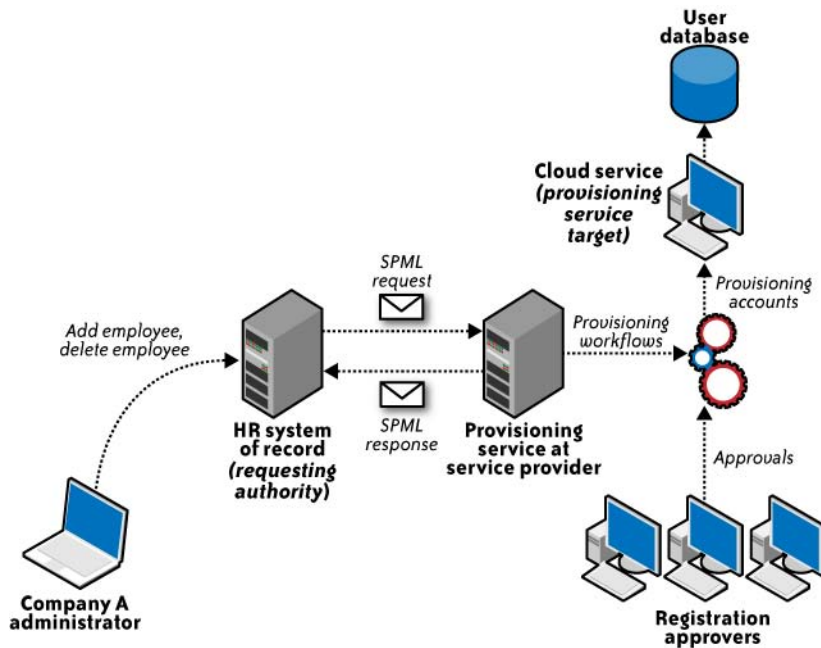 User
database
Cloud service
(provisioning
service
target)
SPML
request
Provisioning
accounts
Add employee,
delete employee
Provisioning
workflows
HR system
of record
(requesting
authority)
SPML
response
Provisioning
service at
service provider
Approvals
Company A
administrator
Registration
approvers